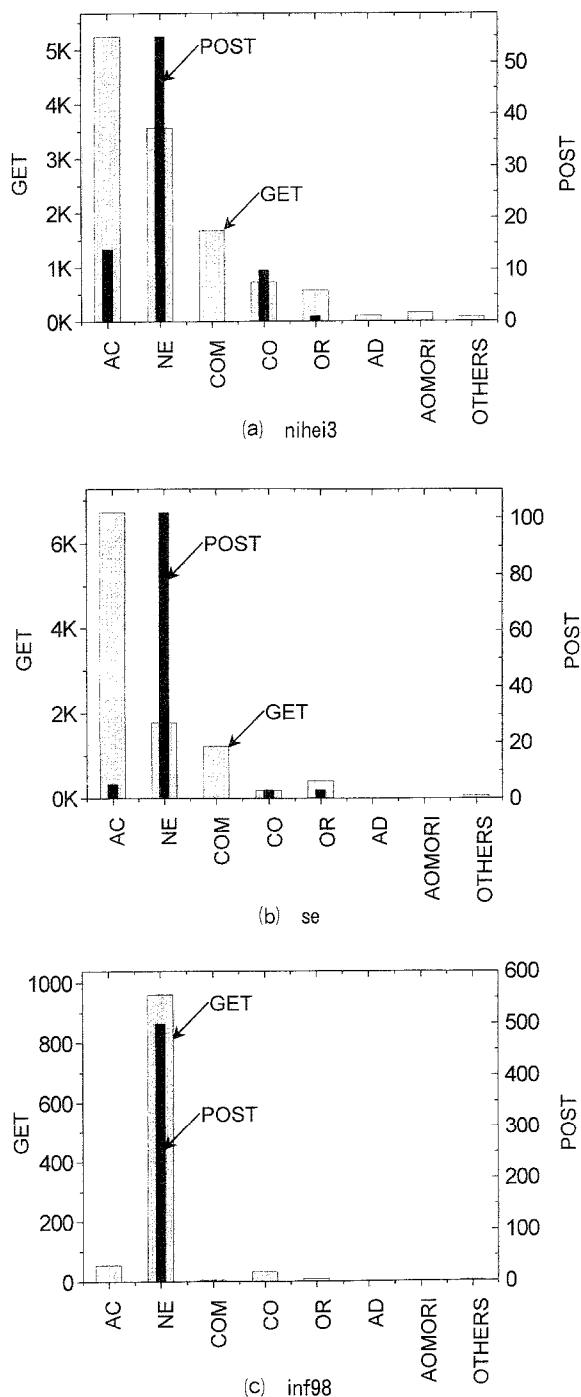 5K
4K
3K
2K
1K
0K
GET
50
40
30
20
10
0
POST
POST
GET
AC
NE
COM
CO
OR
AD
AOMORI
OTHERS
(a) nihei3
6K
4K
2K
0K
GET
100
80
60
40
20
0
POST
POST
GET
AC
NE
COM
CO
OR
AD
AOMORI
OTHERS
(b) se
1000
800
600
400
200
0
GET
600
500
400
300
200
100
0
POST
GET
POST
AC
NE
COM
CO
OR
AD
AOMORI
OTHERS
(c) inf98